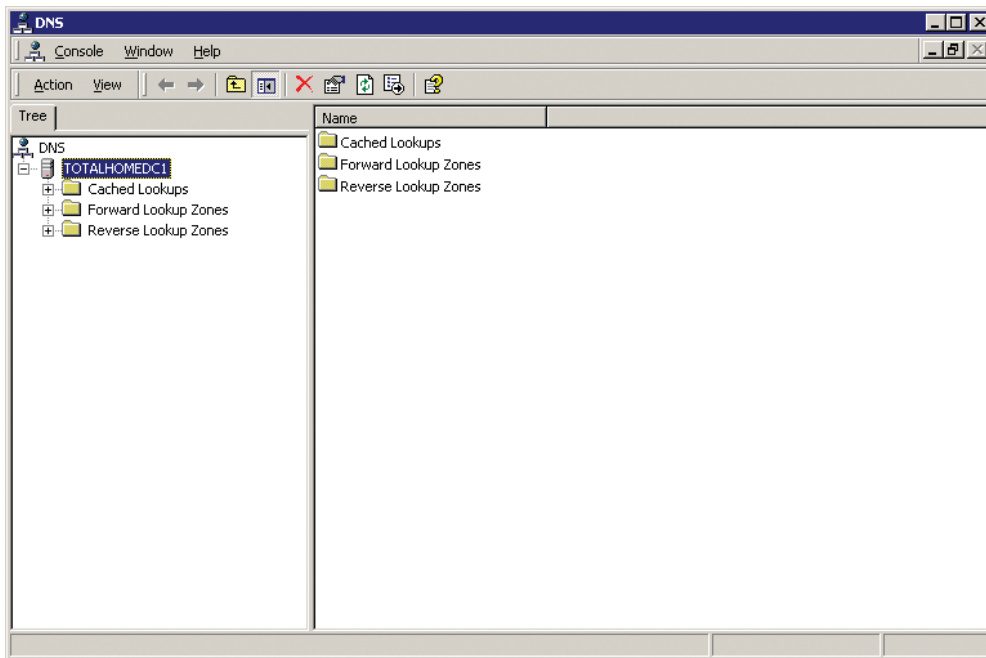 DNS
Console Window Help
Action View
Tree
Name
DNS
TOTALHOMEDC1
Cached Lookups
Forward Lookup Zones
Reverse Lookup Zones
Cached Lookups
Forward Lookup Zones
Reverse Lookup Zones